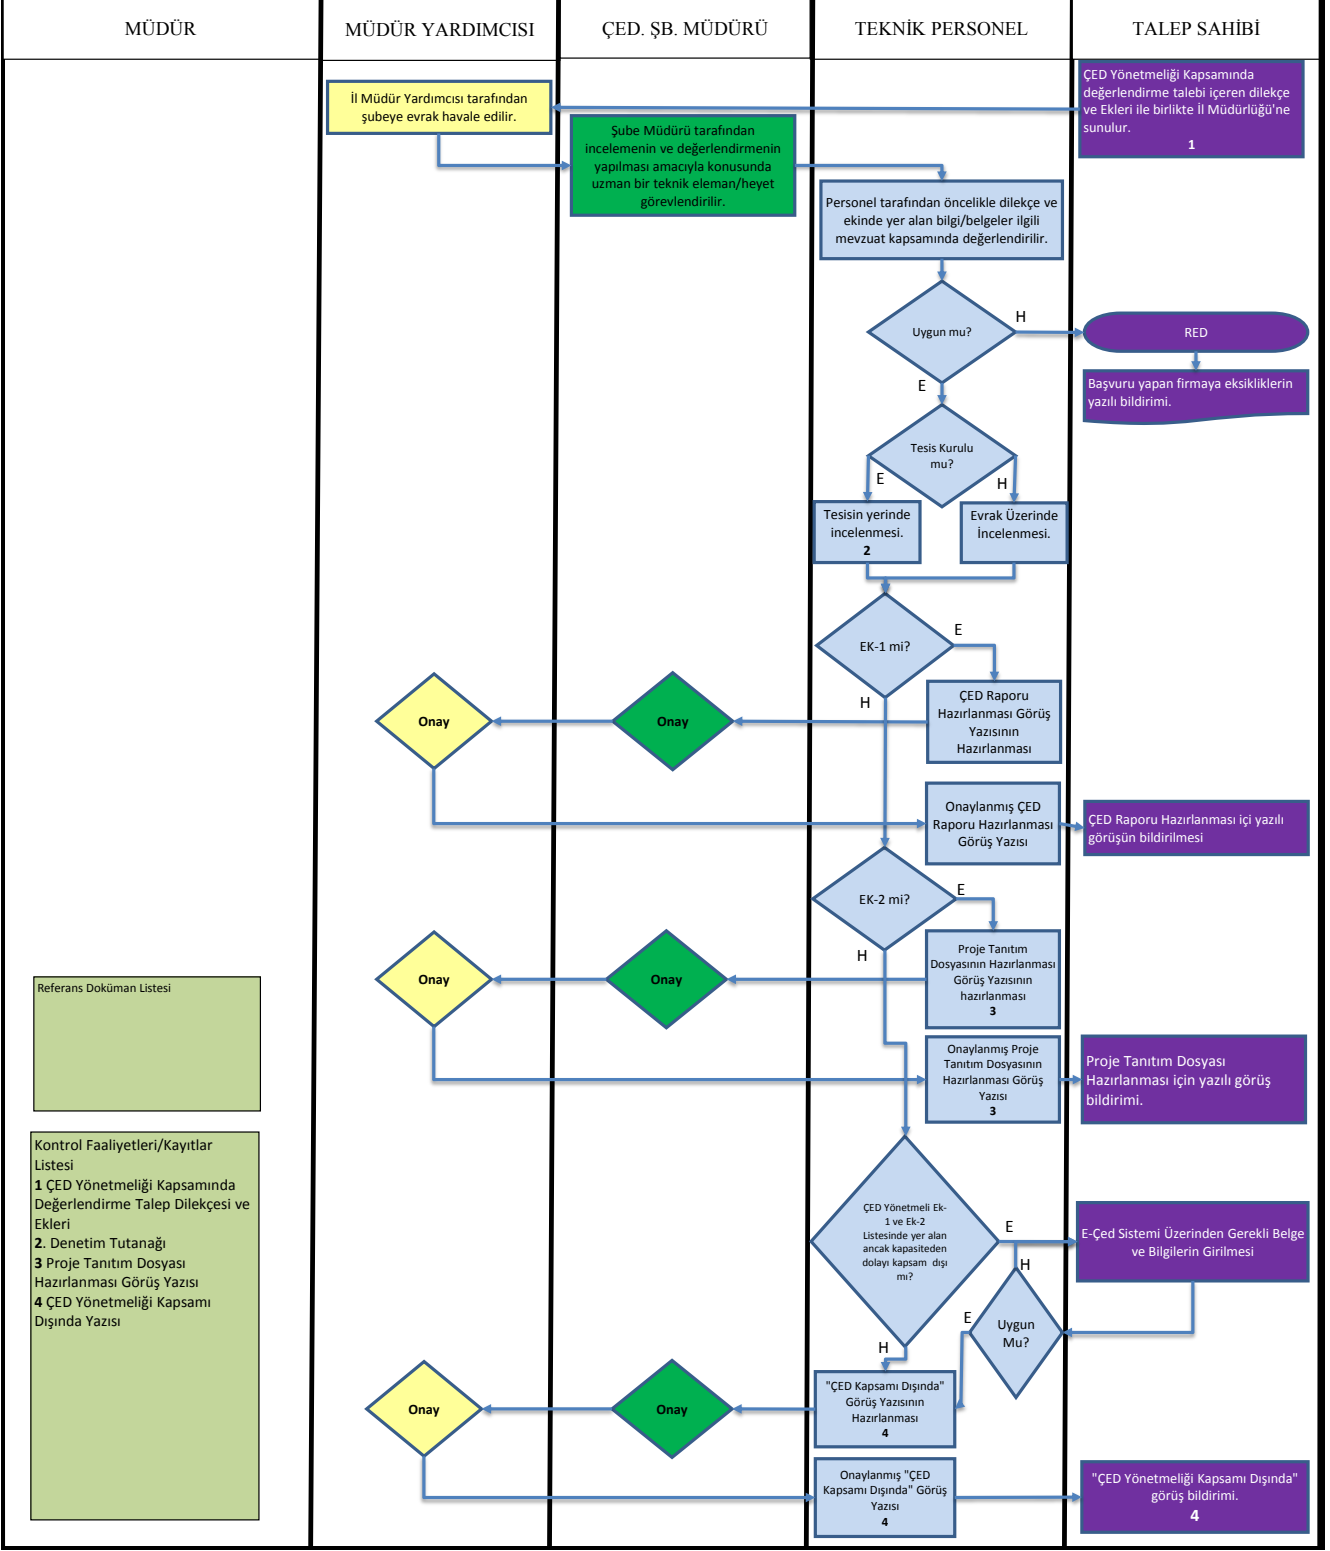 MÜDÜR
MÜDÜR YARDIMCISI
ÇED. ŞB. MÜDÜRÜ
TEKNİK PERSONEL
TALEP SAHİBİ
ÇED Yönetmeliği Kapsamında
değerlendirme talebi içeren dilekçe
ve Ekleri ile birlikte İl Müdürlüğü'ne
sunulur.
1
İl Müdür Yardımcısı tarafından
şubeye evrak havale edilir.
Şube Müdürü tarafından
incelemenin ve değerlendirmenin
yapılması amacıyla konusunda
uzman bir teknik eleman/heyet
görevlendirilir.
Personel tarafından öncelikle dilekçe ve
ekinde yer alan bilgi/belgeler ilgili
mevzuat kapsamında değerlendirilir.
Uygun mu?
H
RED
E
Başvuru yapan firmaya eksikliklerin
yazılı bildirimi.
Tesis Kurulu
mu?
E
H
Tesisin yerinde
incelenmesi.
2
Evrak Üzerinde
İncelenmesi.
EK-1 mi?
E
H
ÇED Raporu
Hazırlanması Görüş
Yazısının
Hazırlanması
Onay
Onay
Onaylanmış ÇED
Raporu Hazırlanması
Görüş Yazısı
ÇED Raporu Hazırlanması içi yazılı
görüşün bildirilmesi
EK-2 mi?
E
H
Proje Tanıtım
Dosyasının Hazırlanması
Görüş Yazısının
hazırlanması
3
Onay
Onay
Onaylanmış Proje
Tanıtım Dosyasının
Hazırlanması Görüş
Yazısı
3
Proje Tanıtım Dosyası
Hazırlanması için yazılı görüş
bildirimi.
Referans Doküman Listesi
Kontrol Faaliyetleri/Kayıtlar
Listesi
1 ÇED Yönetmeliği Kapsamında
Değerlendirme Talep Dilekçesi ve
Ekleri
2. Denetim Tutanağı
3 Proje Tanıtım Dosyası
Hazırlanması Görüş Yazısı
4 ÇED Yönetmeliği Kapsamı
Dışında Yazısı
ÇED Yönetmeli Ek-
1 ve Ek-2
Listesinde yer alan
ancak kapasiteden
dolayı kapsam dışı
mı?
E
H
E-Çed Sistemi Üzerinden Gerekli Belge
ve Bilgilerin Girilmesi
H
E
Uygun
Mu?
"ÇED Kapsamı Dışında"
Görüş Yazısının
Hazırlanması
4
Onay
Onay
Onaylanmış "ÇED
Kapsamı Dışında" Görüş
Yazısı
4
"ÇED Yönetmeliği Kapsamı Dışında"
görüş bildirimi.
4